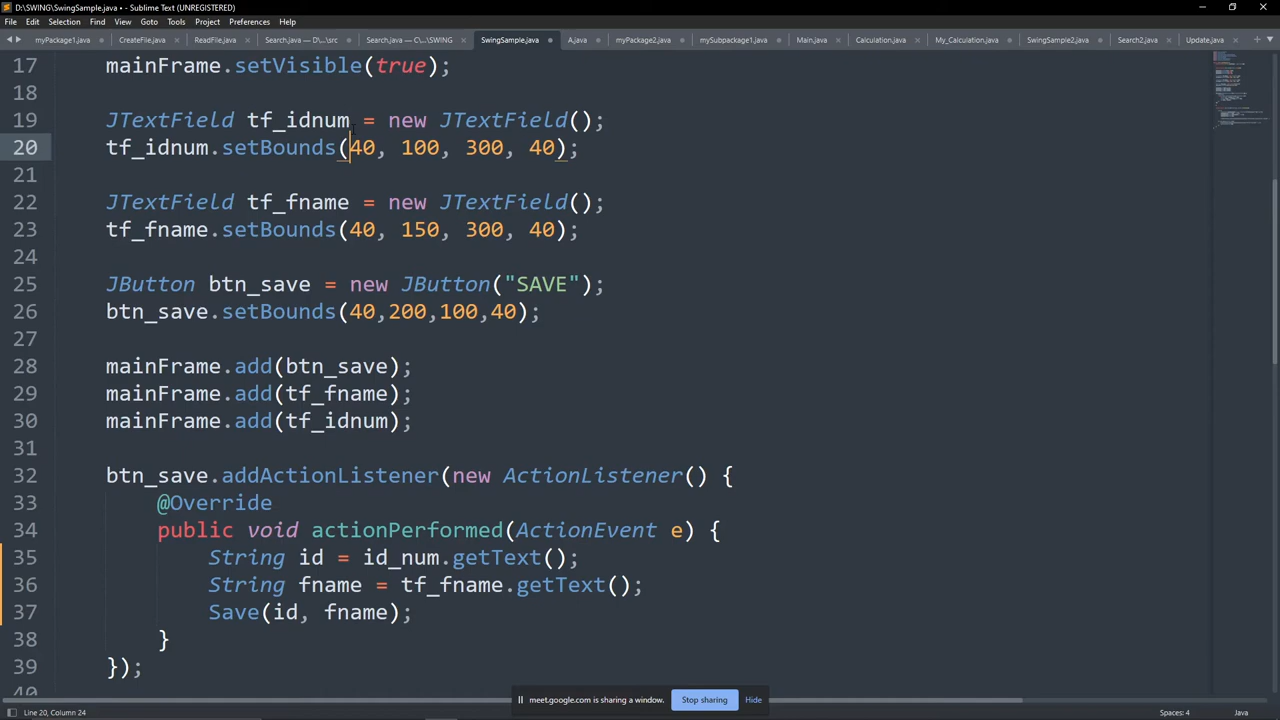 D:\SWING\SwingSample.java • - Sublime Text (UNREGISTERED)
File Edit Selection Find View Goto Tools Project Preferences Help
myPackage1.java CreateFile.java ReadFile.java Search.java — D:\...\src Search.java — C:\...\SWING SwingSample.java A.java myPackage2.java mySubpackage1.java Main.java Calculation.java My_Calculation.java SwingSample2.java Search2.java Update.java
17 mainFrame.setVisible(true);
18
19 JTextField tf_idnum = new JTextField();
20 tf_idnum.setBounds(40, 100, 300, 40);
21
22 JTextField tf_fname = new JTextField();
23 tf_fname.setBounds(40, 150, 300, 40);
24
25 JButton btn_save = new JButton("SAVE");
26 btn_save.setBounds(40,200,100,40);
27
28 mainFrame.add(btn_save);
29 mainFrame.add(tf_fname);
30 mainFrame.add(tf_idnum);
31
32 btn_save.addActionListener(new ActionListener() {
33 @Override
34 public void actionPerformed(ActionEvent e) {
35 String id = id_num.getText();
36 String fname = tf_fname.getText();
37 Save(id, fname);
38 }
39 });
40
meet.google.com is sharing a window. Stop sharing Hide
Line 20, Column 24 Spaces: 4 Java